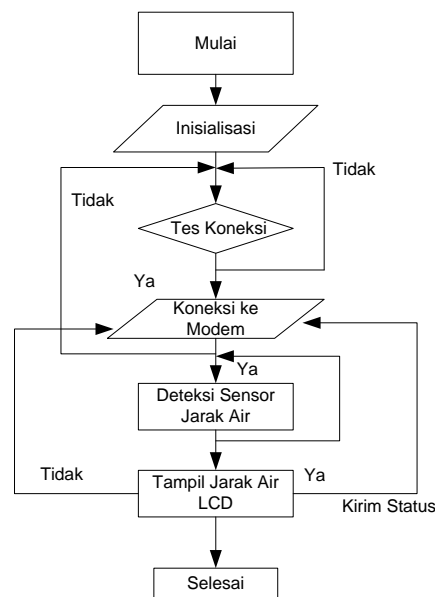 Mulai
Inisialisasi
Tidak
Tidak
Tes Koneksi
Ya
Koneksi ke
Modem
Ya
Deteksi Sensor
Jarak Air
Tidak
Tampil Jarak Air
LCD
Ya
Kirim Status
Selesai